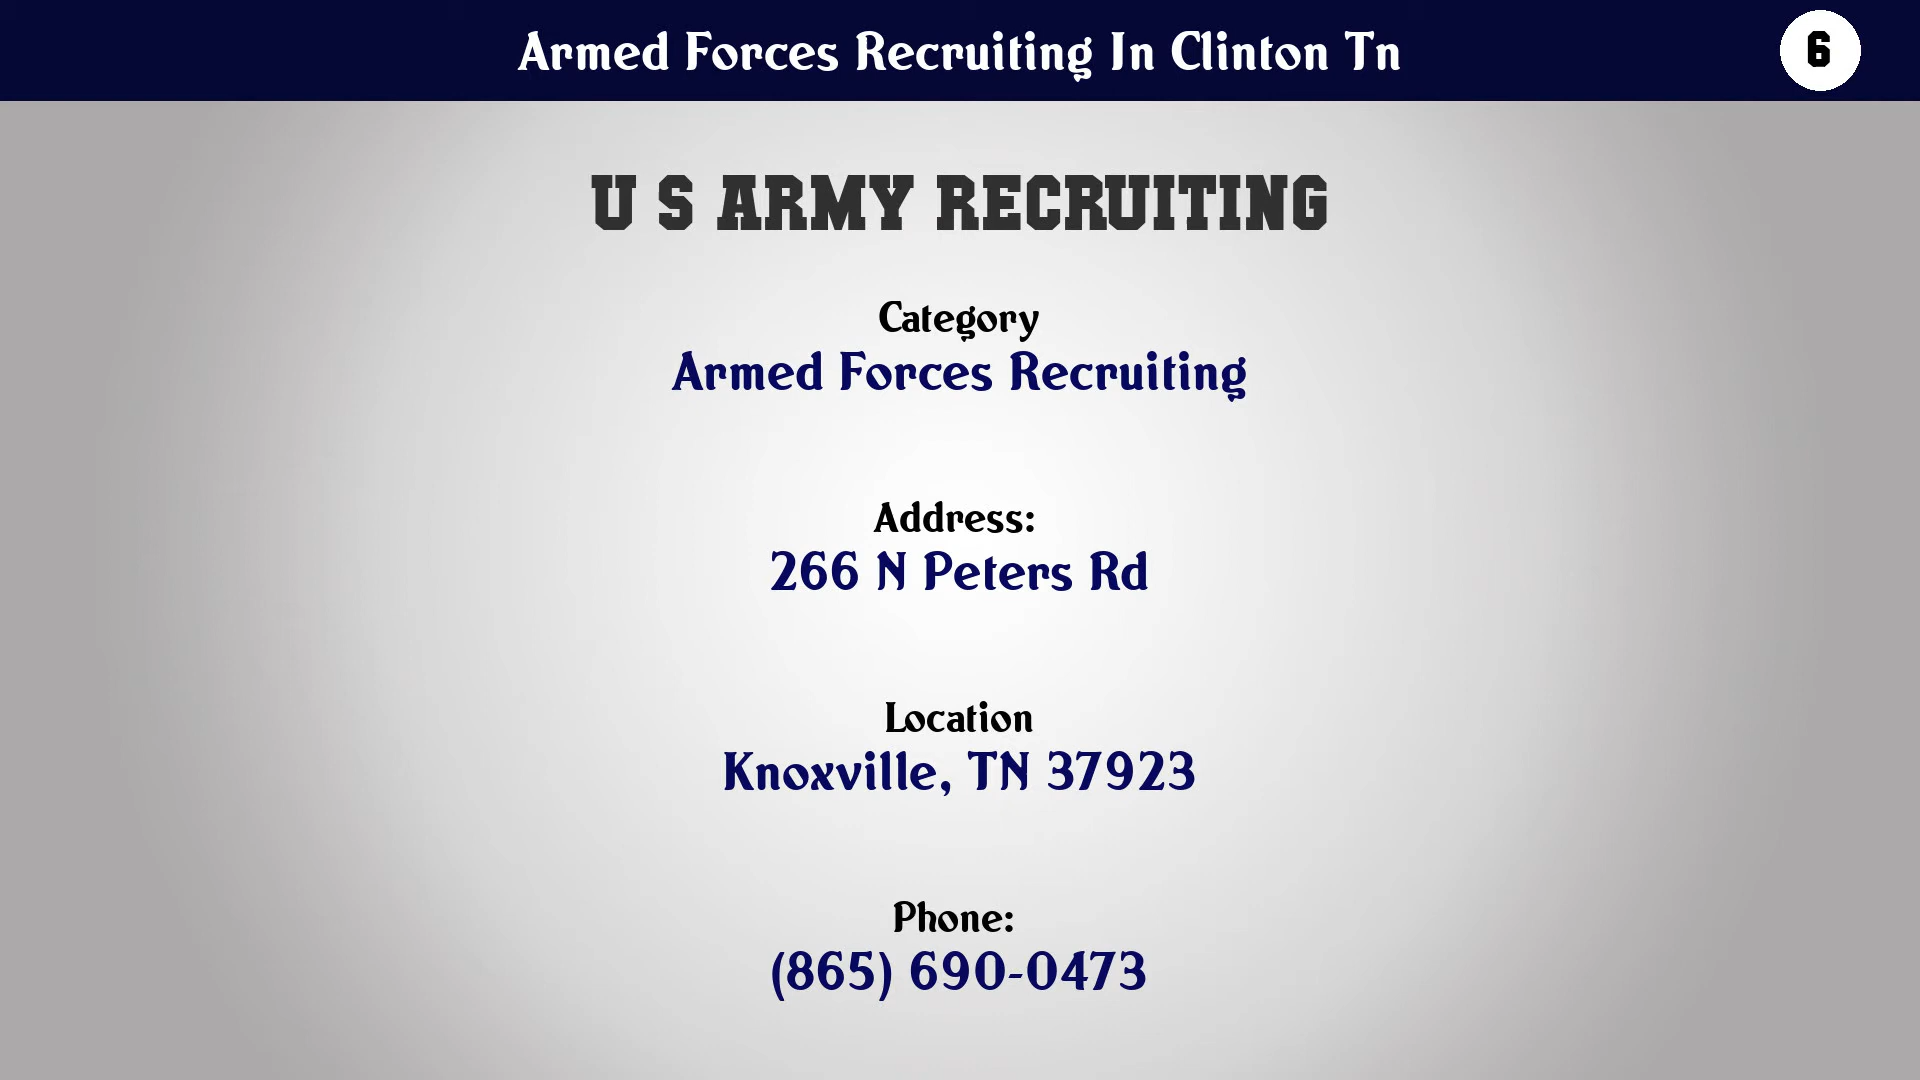 Armed Forces Recruiting In Clinton Tn
6
U S ARMY RECRUITING
Category
Armed Forces Recruiting
Address:
266 N Peters Rd
Location
Knoxville, TN 37923
Phone:
(865) 690-0473